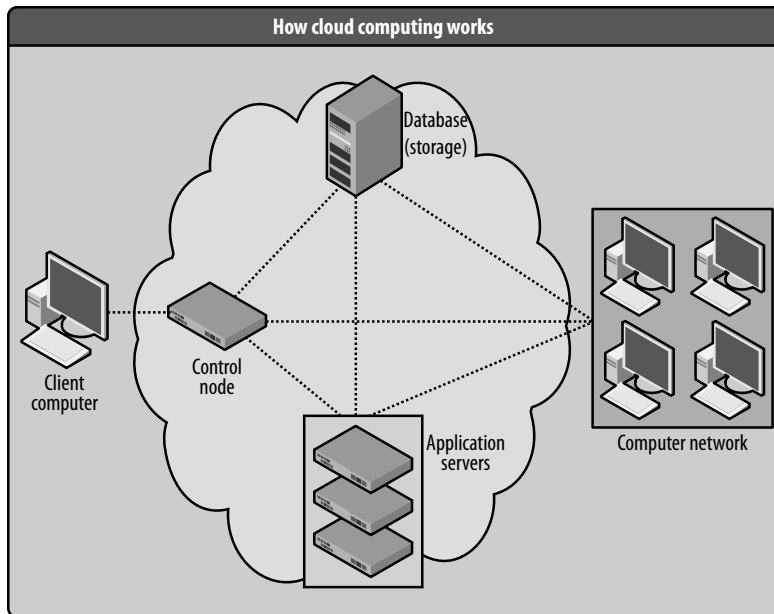 How cloud computing works
Database
(storage)
Client
computer
Control
node
Application
servers
Computer network